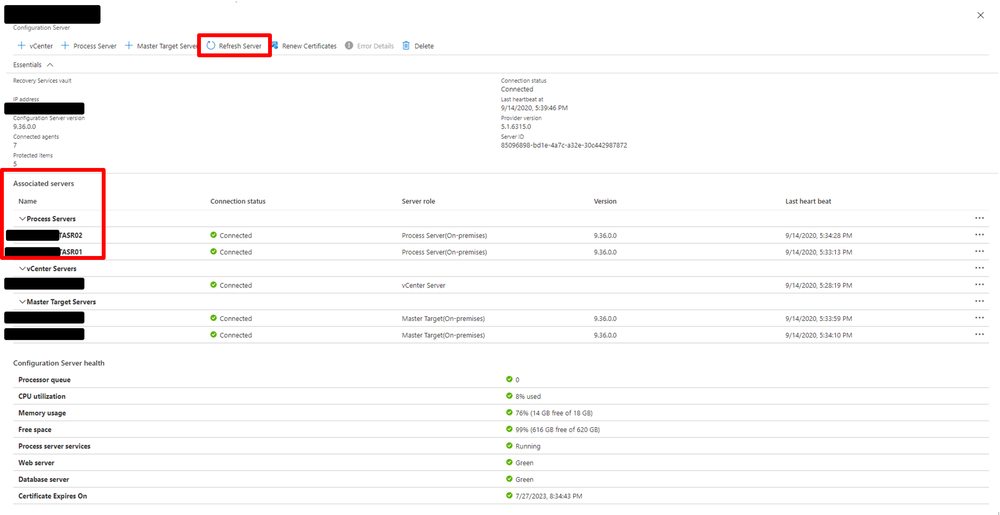 Configuration Server
vCenter Process Server Master Target Server Refresh Server Renew Certificates Error Details Delete
Essentials
Recovery Services vault
Connection status
Connected
IP address
Last heartbeat at
9/14/2020, 5:39:46 PM
Configuration Server version
9.36.0.0
Provider version
5.1.6315.0
Connected agents
7
Server ID
85096898-bd1e-4a7c-a32e-30c442987872
Protected items
5
Associated servers
Name Connection status Server role Version Last heart beat
Process Servers
TASR02 Connected Process Server(On-premises) 9.36.0.0 9/14/2020, 5:34:28 PM
TASR01 Connected Process Server(On-premises) 9.36.0.0 9/14/2020, 5:33:13 PM
vCenter Servers
Connected vCenter Server 9/14/2020, 5:28:19 PM
Master Target Servers
Connected Master Target(On-premises) 9.36.0.0 9/14/2020, 5:33:59 PM
Connected Master Target(On-premises) 9.36.0.0 9/14/2020, 5:34:10 PM
Configuration Server health
Processor queue 0
CPU utilization 8% used
Memory usage 76% (14 GB free of 18 GB)
Free space 99% (616 GB free of 620 GB)
Process server services Running
Web server Green
Database server Green
Certificate Expires On 7/27/2023, 8:34:43 PM